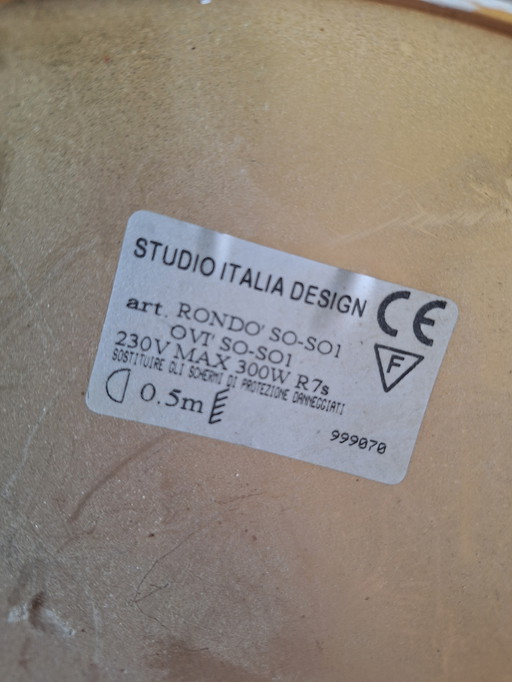 STUDIO ITALIA DESIGN CE
art. RONDO' SO-SO1
OVI' SO-SO1
F
230V MAX 300W R7s
SOSTITUIRE GLI SCHERMI DI PROTEZIONE DANNEGGIATI
0.5m
999070